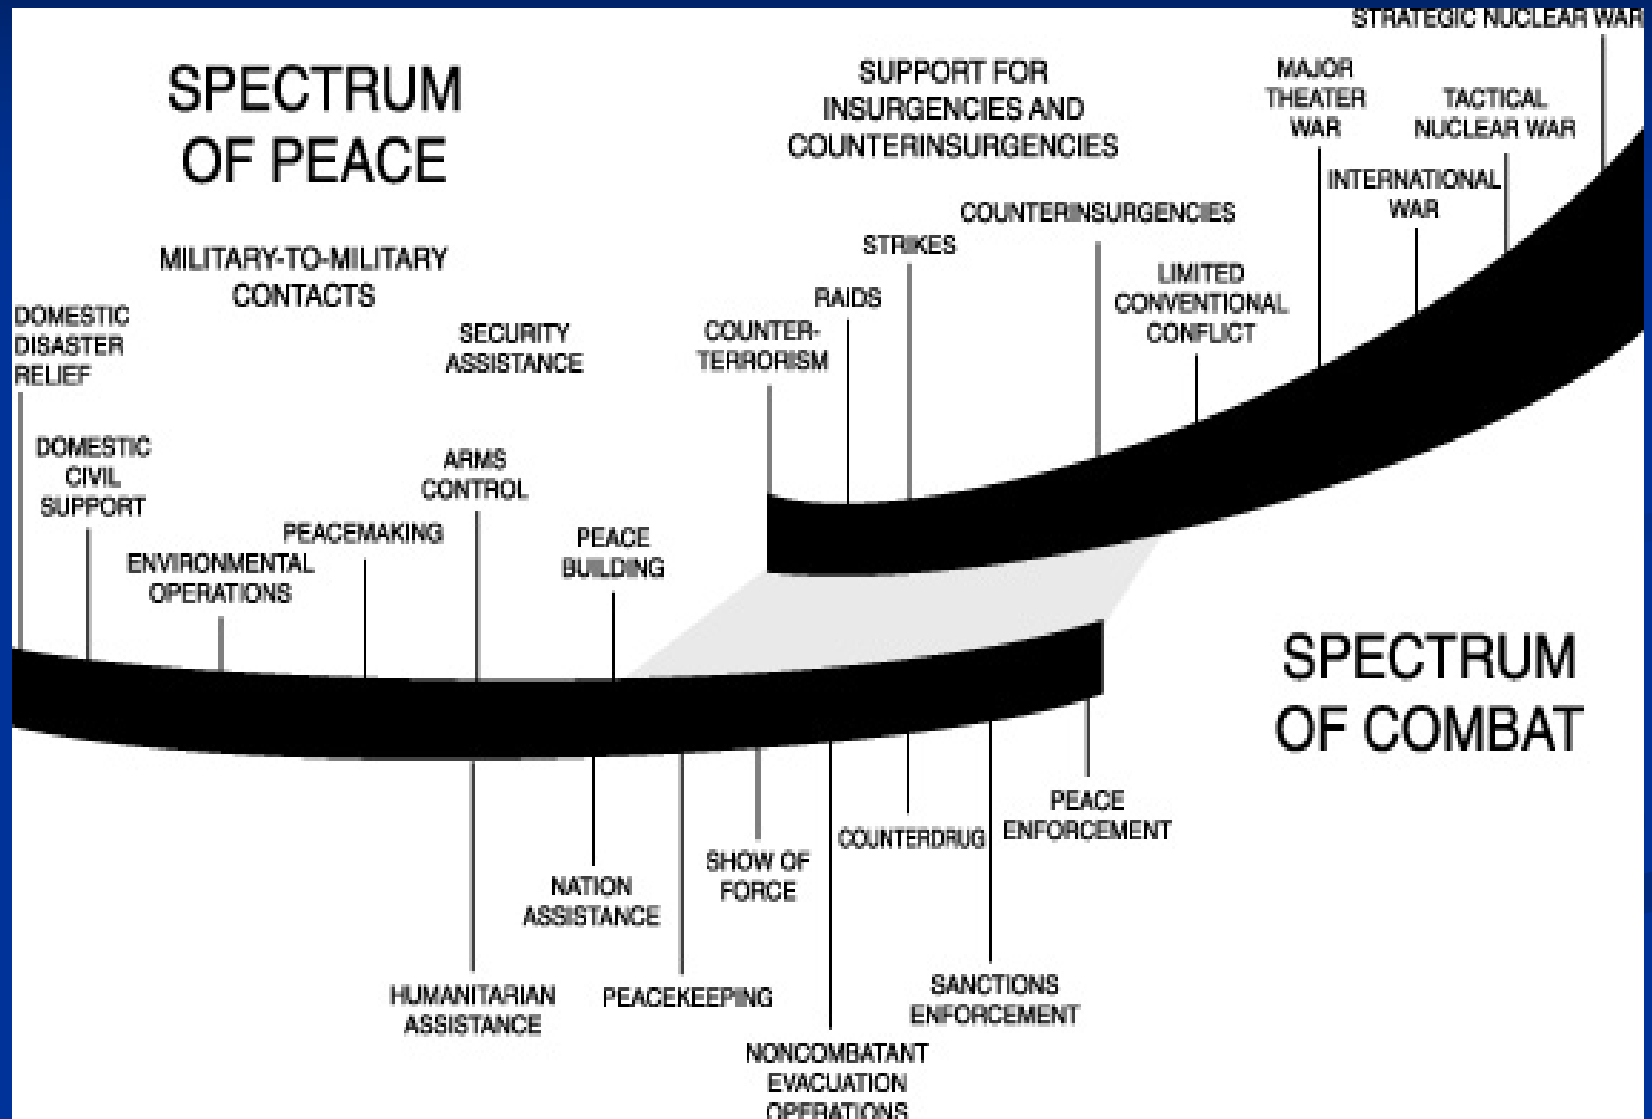 STRATEGIC NUCLEAR WAR
SPECTRUM
OF PEACE
SUPPORT FOR
INSURGENCIES AND
COUNTERINSURGENCIES
MAJOR
THEATER
WAR
TACTICAL
NUCLEAR WAR
INTERNATIONAL
WAR
COUNTERINSURGENCIES
STRIKES
MILITARY-TO-MILITARY
CONTACTS
LIMITED
CONVENTIONAL
CONFLICT
RAIDS
DOMESTIC
DISASTER
RELIEF
SECURITY
ASSISTANCE
COUNTER-
TERRORISM
DOMESTIC
CIVIL
SUPPORT
ARMS
CONTROL
PEACEMAKING
PEACE
BUILDING
ENVIRONMENTAL
OPERATIONS
SPECTRUM
OF COMBAT
PEACE
ENFORCEMENT
COUNTERDRUG
SHOW OF
FORCE
NATION
ASSISTANCE
SANCTIONS
ENFORCEMENT
HUMANITARIAN
ASSISTANCE
PEACEKEEPING
NONCOMBATANT
EVACUATION
OPERATIONS